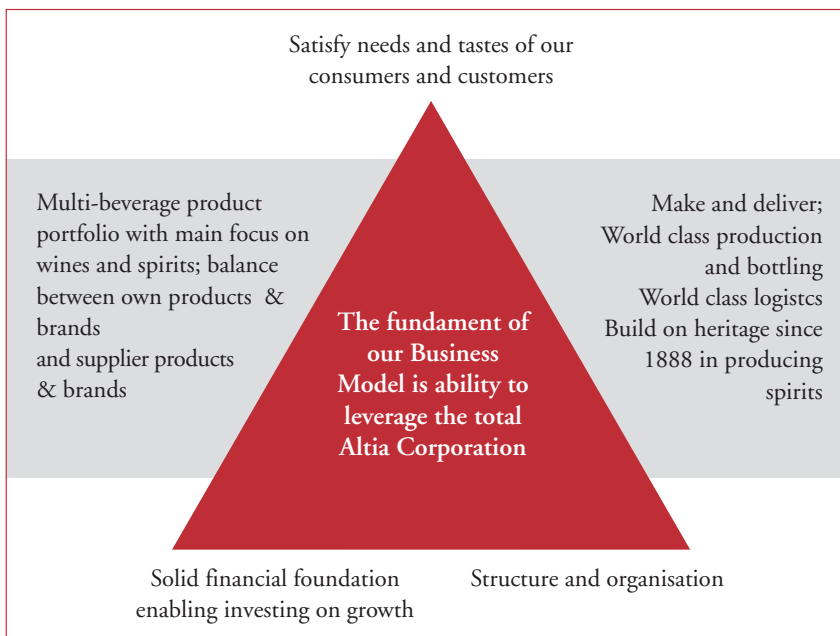 Satisfy needs and tastes of our
consumers and customers
Multi-beverage product
portfolio with main focus on
wines and spirits; balance
between own products & 
brands
and supplier products
& brands
The fundament of
our Business
Model is ability to
leverage the total
Altia Corporation
Make and deliver;
World class production
and bottling
World class logistcs
Build on heritage since
1888 in producing
spirits
Solid financial foundation
enabling investing on growth
Structure and organisation